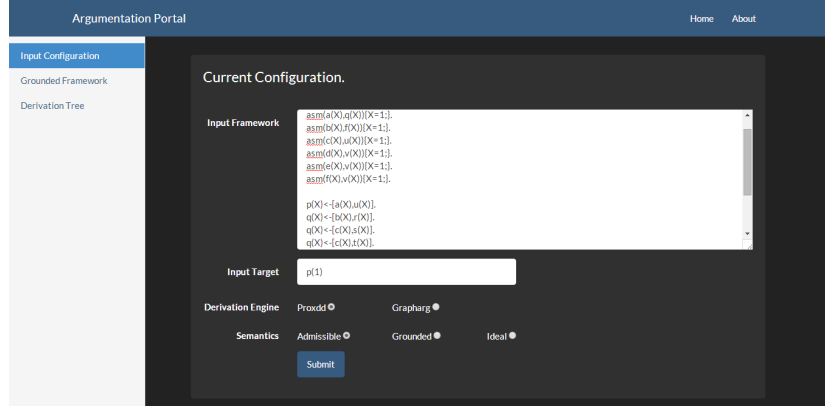 Argumentation Portal
Home About
Input Configuration
Grounded Framework
Derivation Tree
Current Configuration.
Input Framework
asm(a(X),q(X)){X=1;}.
asm(b(X),f(X)){X=1;}.
asm(c(X),u(X)){X=1;}.
asm(d(X),v(X)){X=1;}.
asm(e(X),v(X)){X=1;}.
asm(f(X),v(X)){X=1;}.
p(X)<-[a(X),u(X)].
q(X)<-[b(X),r(X)].
q(X)<-[c(X),s(X)].
q(X)<-[c(X),t(X)].
Input Target
p(1)
Derivation Engine Proxdd Grapharg
Semantics Admissible Grounded Ideal
Submit